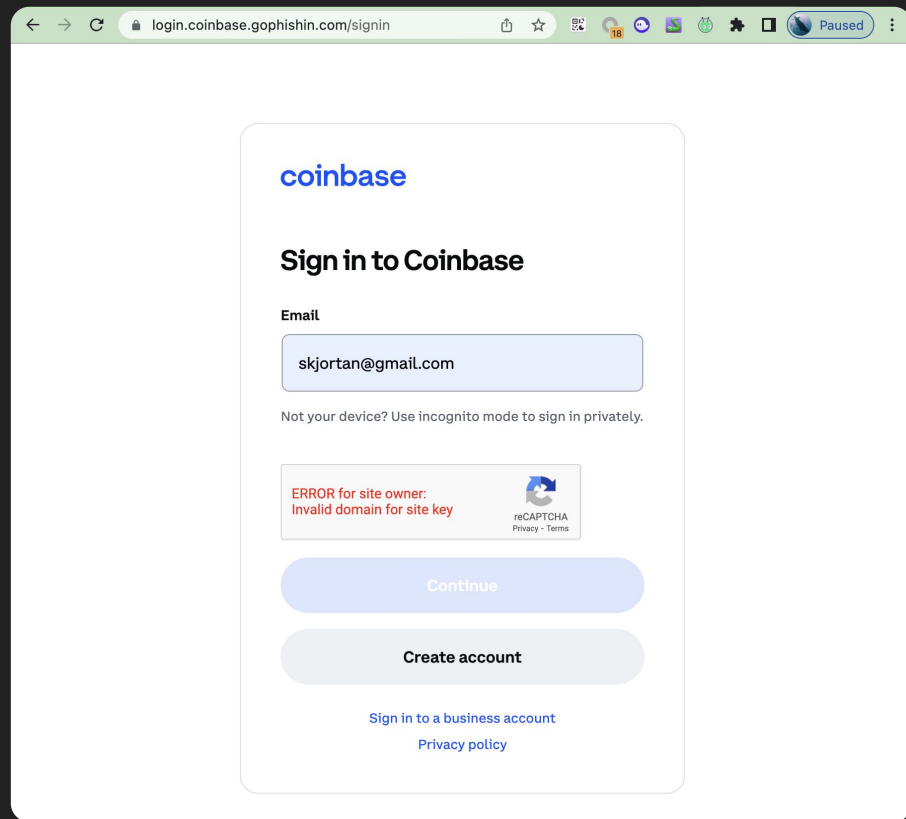 login.coinbase.gophishin.com/signin
18
Paused
coinbase
Sign in to Coinbase
Email
skjortan@gmail.com
Not your device? Use incognito mode to sign in privately.
ERROR for site owner:
Invalid domain for site key
reCAPTCHA
Privacy - Terms
Continue
Create account
Sign in to a business account
Privacy policy